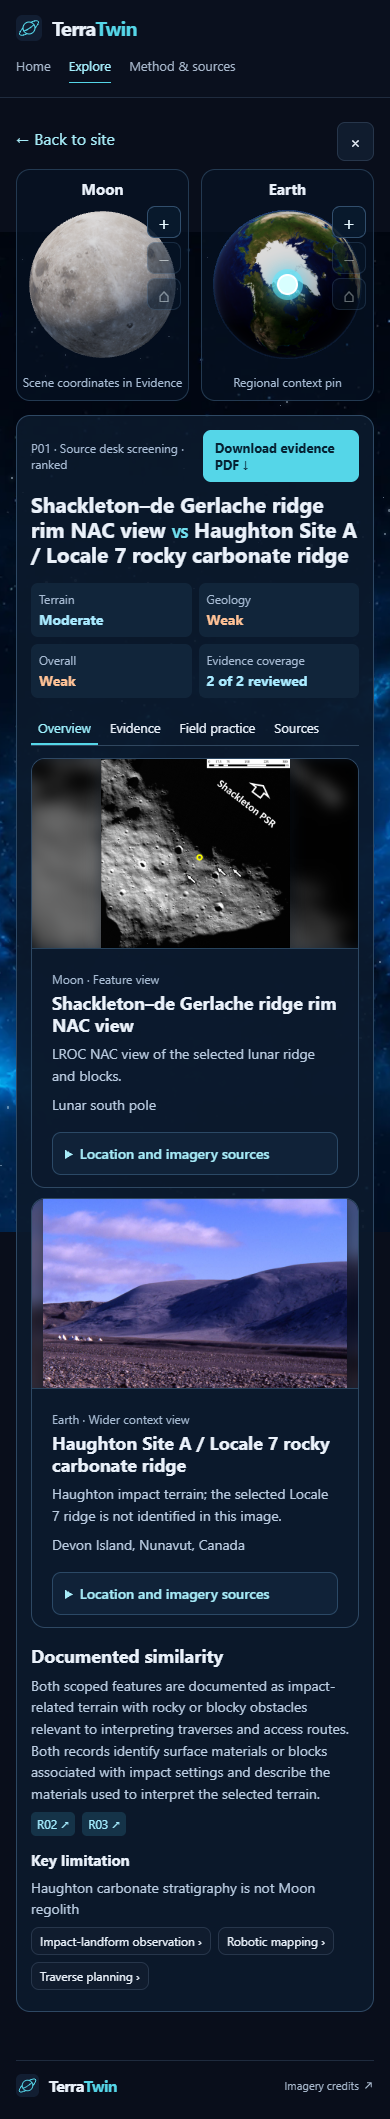 TerraTwin
Home Explore Method & sources
← Back to site ×
Moon
+
−
⌂
Scene coordinates in Evidence
Earth
+
−
⌂
Regional context pin
P01 · Source desk screening ·
ranked
Download evidence
PDF ↓
Shackleton–de Gerlache ridge
rim NAC view vs Haughton Site A
/ Locale 7 rocky carbonate ridge
Terrain
Moderate
Geology
Weak
Overall
Weak
Evidence coverage
2 of 2 reviewed
Overview Evidence Field practice Sources
Shackleton PSR
Moon · Feature view
Shackleton–de Gerlache ridge rim
NAC view
LROC NAC view of the selected lunar ridge
and blocks.
Lunar south pole
▶ Location and imagery sources
Earth · Wider context view
Haughton Site A / Locale 7 rocky
carbonate ridge
Haughton impact terrain; the selected Locale
7 ridge is not identified in this image.
Devon Island, Nunavut, Canada
▶ Location and imagery sources
Documented similarity
Both scoped features are documented as impact-
related terrain with rocky or blocky obstacles
relevant to interpreting traverses and access routes.
Both records identify surface materials or blocks
associated with impact settings and describe the
materials used to interpret the selected terrain.
R02 ↗ R03 ↗
Key limitation
Haughton carbonate stratigraphy is not Moon
regolith
Impact-landform observation › Robotic mapping ›
Traverse planning ›
TerraTwin
Imagery credits ↗